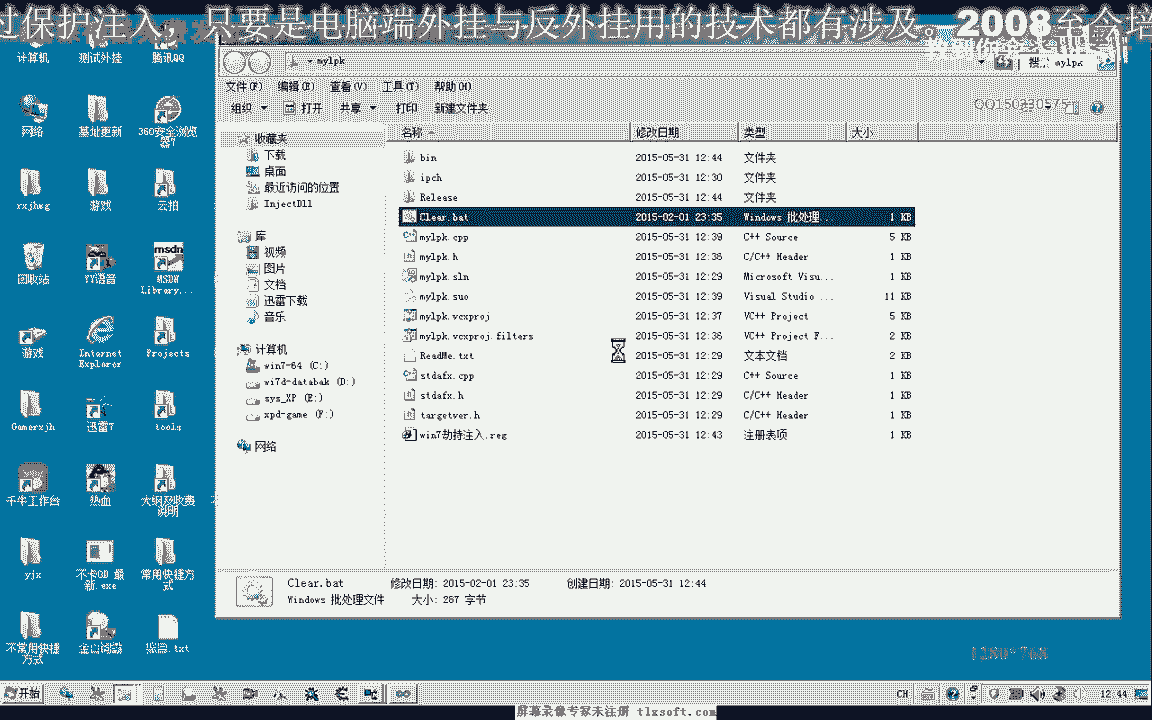 过保护注入。只要是电脑端外挂与反外挂用的技术都有涉及。2008至今培
计算机
测试外挂
腾讯QQ
网络
基址更新
360安全浏览器7
rxjhwg
游戏
云拍
回收站
YY语音
MSDN Library...
游戏
Internet Explorer
Projects
Gamerxjh
迅雷7
tools
千牛工作台
热血
大纲及收费说明
yjx
不卡QD 最新.exe
常用快捷方式
不常用快捷方式
金山词霸
账目.txt
mylpk
搜索 mylpk
文件(F) 编辑(E) 查看(V) 工具(T) 帮助(H)
组织 打开 共享 打印 新建文件夹
QQ150330575
收藏夹
下载
桌面
最近访问的位置
InjectDll
库
视频
图片
文档
迅雷下载
音乐
计算机
win7-64 (C:)
wi7d-databak (D:)
sys_XP (E:)
xpd-game (F:)
网络
名称 修改日期 类型 大小
bin 2015-05-31 12:44 文件夹
ipch 2015-05-31 12:30 文件夹
Release 2015-05-31 12:44 文件夹
Clear.bat 2015-02-01 23:35 Windows 批处理... 1 KB
mylpk.cpp 2015-05-31 12:39 C++ Source 5 KB
mylpk.h 2015-05-31 12:36 C/C++ Header 1 KB
mylpk.sln 2015-05-31 12:29 Microsoft Visu... 1 KB
mylpk.suo 2015-05-31 12:39 Visual Studio ... 11 KB
mylpk.vcxproj 2015-05-31 12:37 VC++ Project 5 KB
mylpk.vcxproj.filters 2015-05-31 12:36 VC++ Project F... 2 KB
ReadMe.txt 2015-05-31 12:29 文本文档 2 KB
stdafx.cpp 2015-05-31 12:29 C++ Source 1 KB
stdafx.h 2015-05-31 12:29 C/C++ Header 1 KB
targetver.h 2015-05-31 12:29 C/C++ Header 1 KB
win7劫持注入.reg 2015-05-31 12:43 注册表项 1 KB
Clear.bat 修改日期: 2015-02-01 23:35 创建日期: 2015-05-31 12:44
Windows 批处理文件 大小: 287 字节
1280*768
开始
CH
12:44
屏幕录像专家未注册 tlxsoft.com